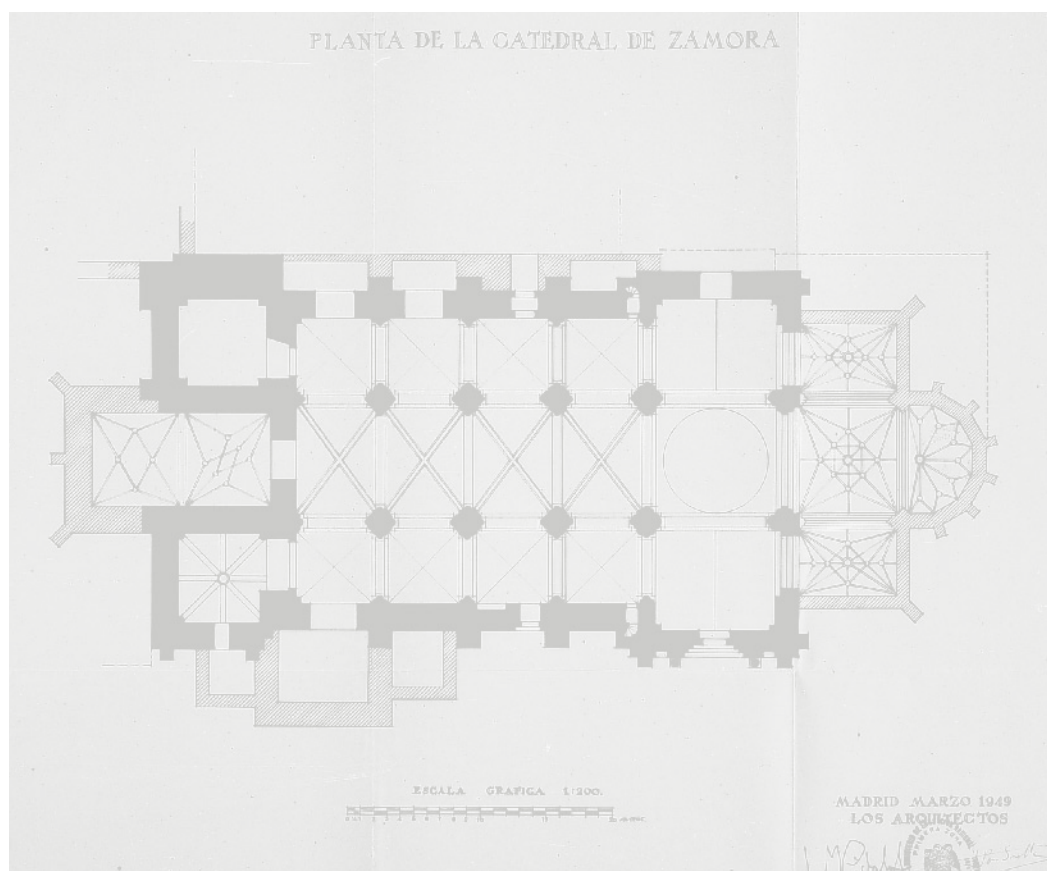 PLANTA DE LA CATEDRAL DE ZAMORA
ESCALA GRAFICA 1:200.
MADRID MARZO 1949
LOS ARQUITECTOS